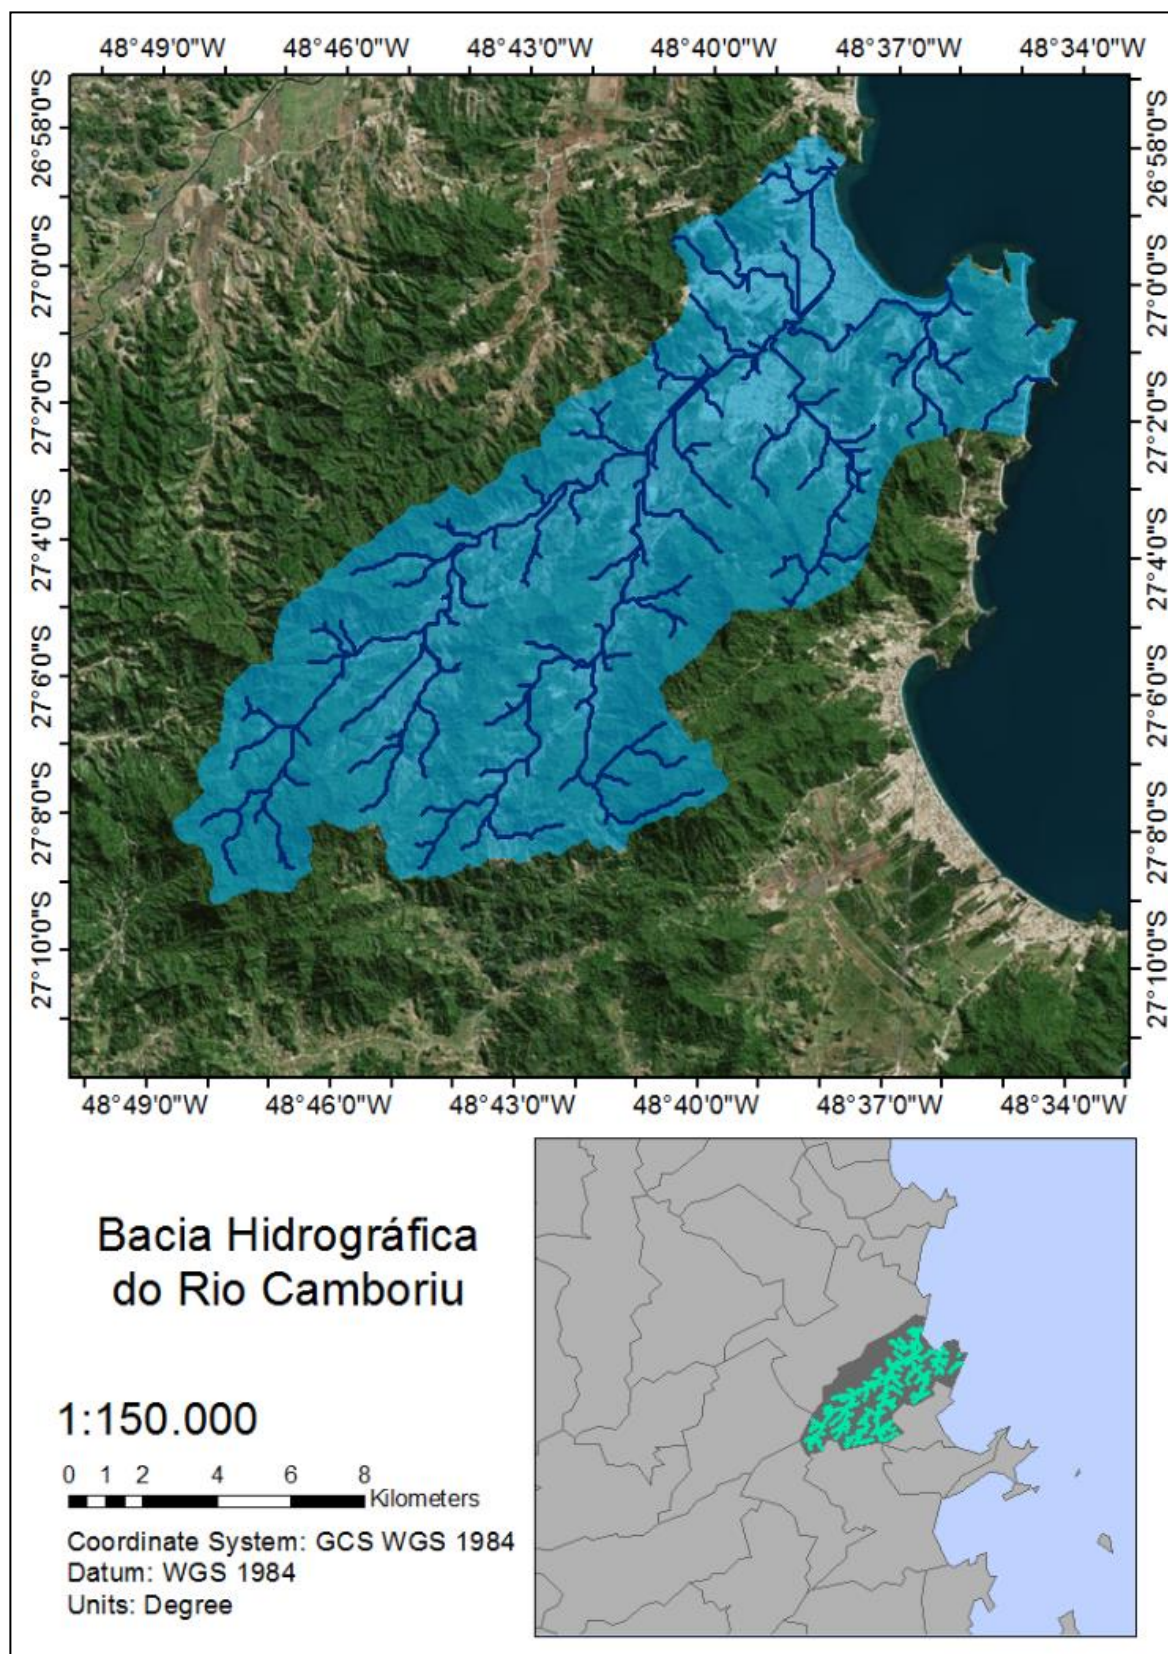 48°49'0"W 48°46'0"W 48°43'0"W 48°40'0"W 48°37'0"W 48°34'0"W
26°58'0"S
27°0'0"S
27°2'0"S
27°4'0"S
27°6'0"S
27°8'0"S
27°10'0"S
26°58'0"S
27°0'0"S
27°2'0"S
27°4'0"S
27°6'0"S
27°8'0"S
27°10'0"S
48°49'0"W 48°46'0"W 48°43'0"W 48°40'0"W 48°37'0"W 48°34'0"W
Bacia Hidrográfica
do Rio Camboriu
1:150.000
0 1 2 4 6 8
Kilometers
Coordinate System: GCS WGS 1984
Datum: WGS 1984
Units: Degree